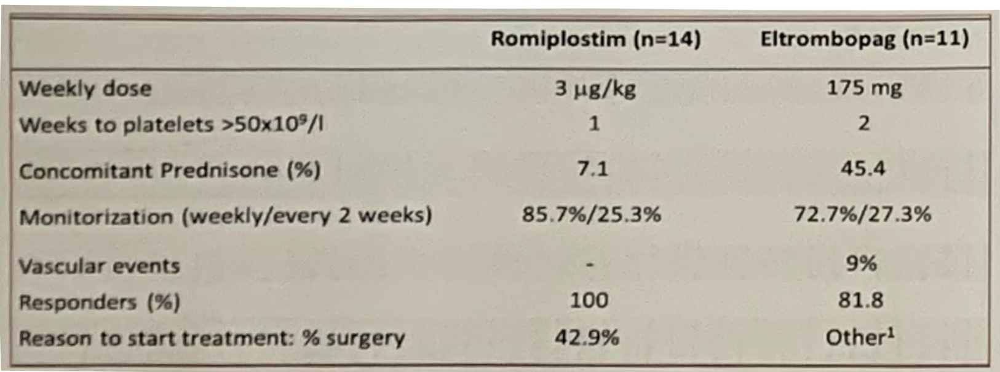 Romiplostim (n=14) Eltrombopag (n=11)
Weekly dose 3 µg/kg 175 mg
Weeks to platelets >50x10⁹/l 1 2
Concomitant Prednisone (%) 7.1 45.4
Monitorization (weekly/every 2 weeks) 85.7%/25.3% 72.7%/27.3%
Vascular events - 9%
Responders (%) 100 81.8
Reason to start treatment: % surgery 42.9% Other¹